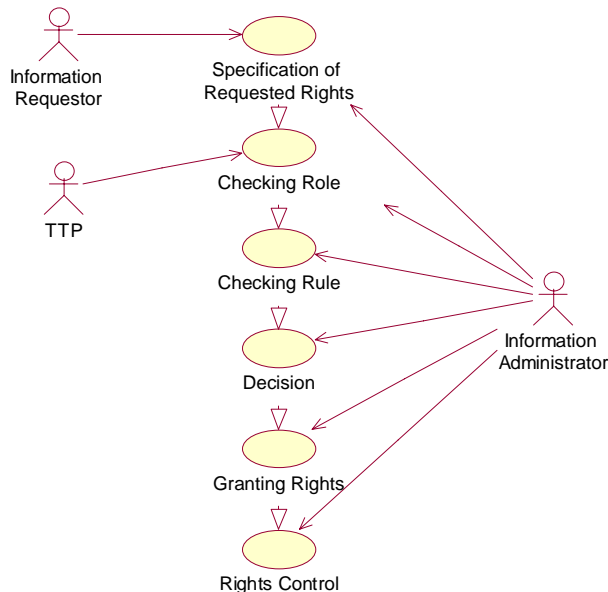 Information
Requestor
Specification of
Requested Rights
TTP
Checking Role
Checking Rule
Information
Administrator
Decision
Granting Rights
Rights Control